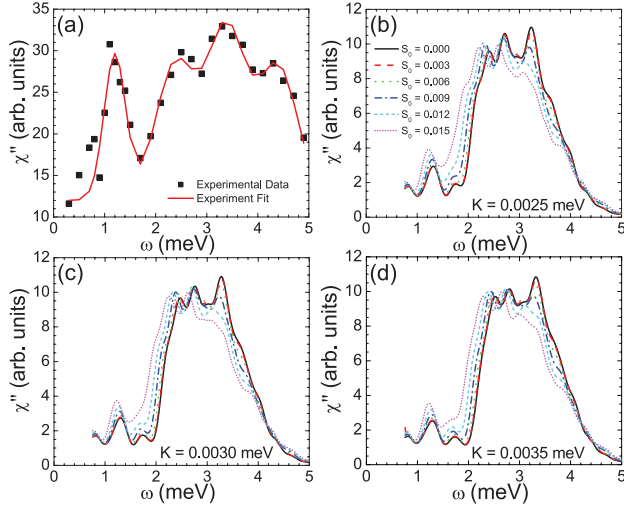 (a)
35
30
25
20
15
10
χ'' (arb. units)
Experimental Data
Experiment Fit
0 1 2 3 4 5
ω (meV)
(b)
12
10
8
6
4
2
0
χ'' (arb. units)
S₀ = 0.000
S₀ = 0.003
S₀ = 0.006
S₀ = 0.009
S₀ = 0.012
S₀ = 0.015
K = 0.0025 meV
0 1 2 3 4 5
ω (meV)
(c)
12
10
8
6
4
2
0
χ'' (arb. units)
K = 0.0030 meV
0 1 2 3 4 5
ω (meV)
(d)
12
10
8
6
4
2
0
χ'' (arb. units)
K = 0.0035 meV
0 1 2 3 4 5
ω (meV)